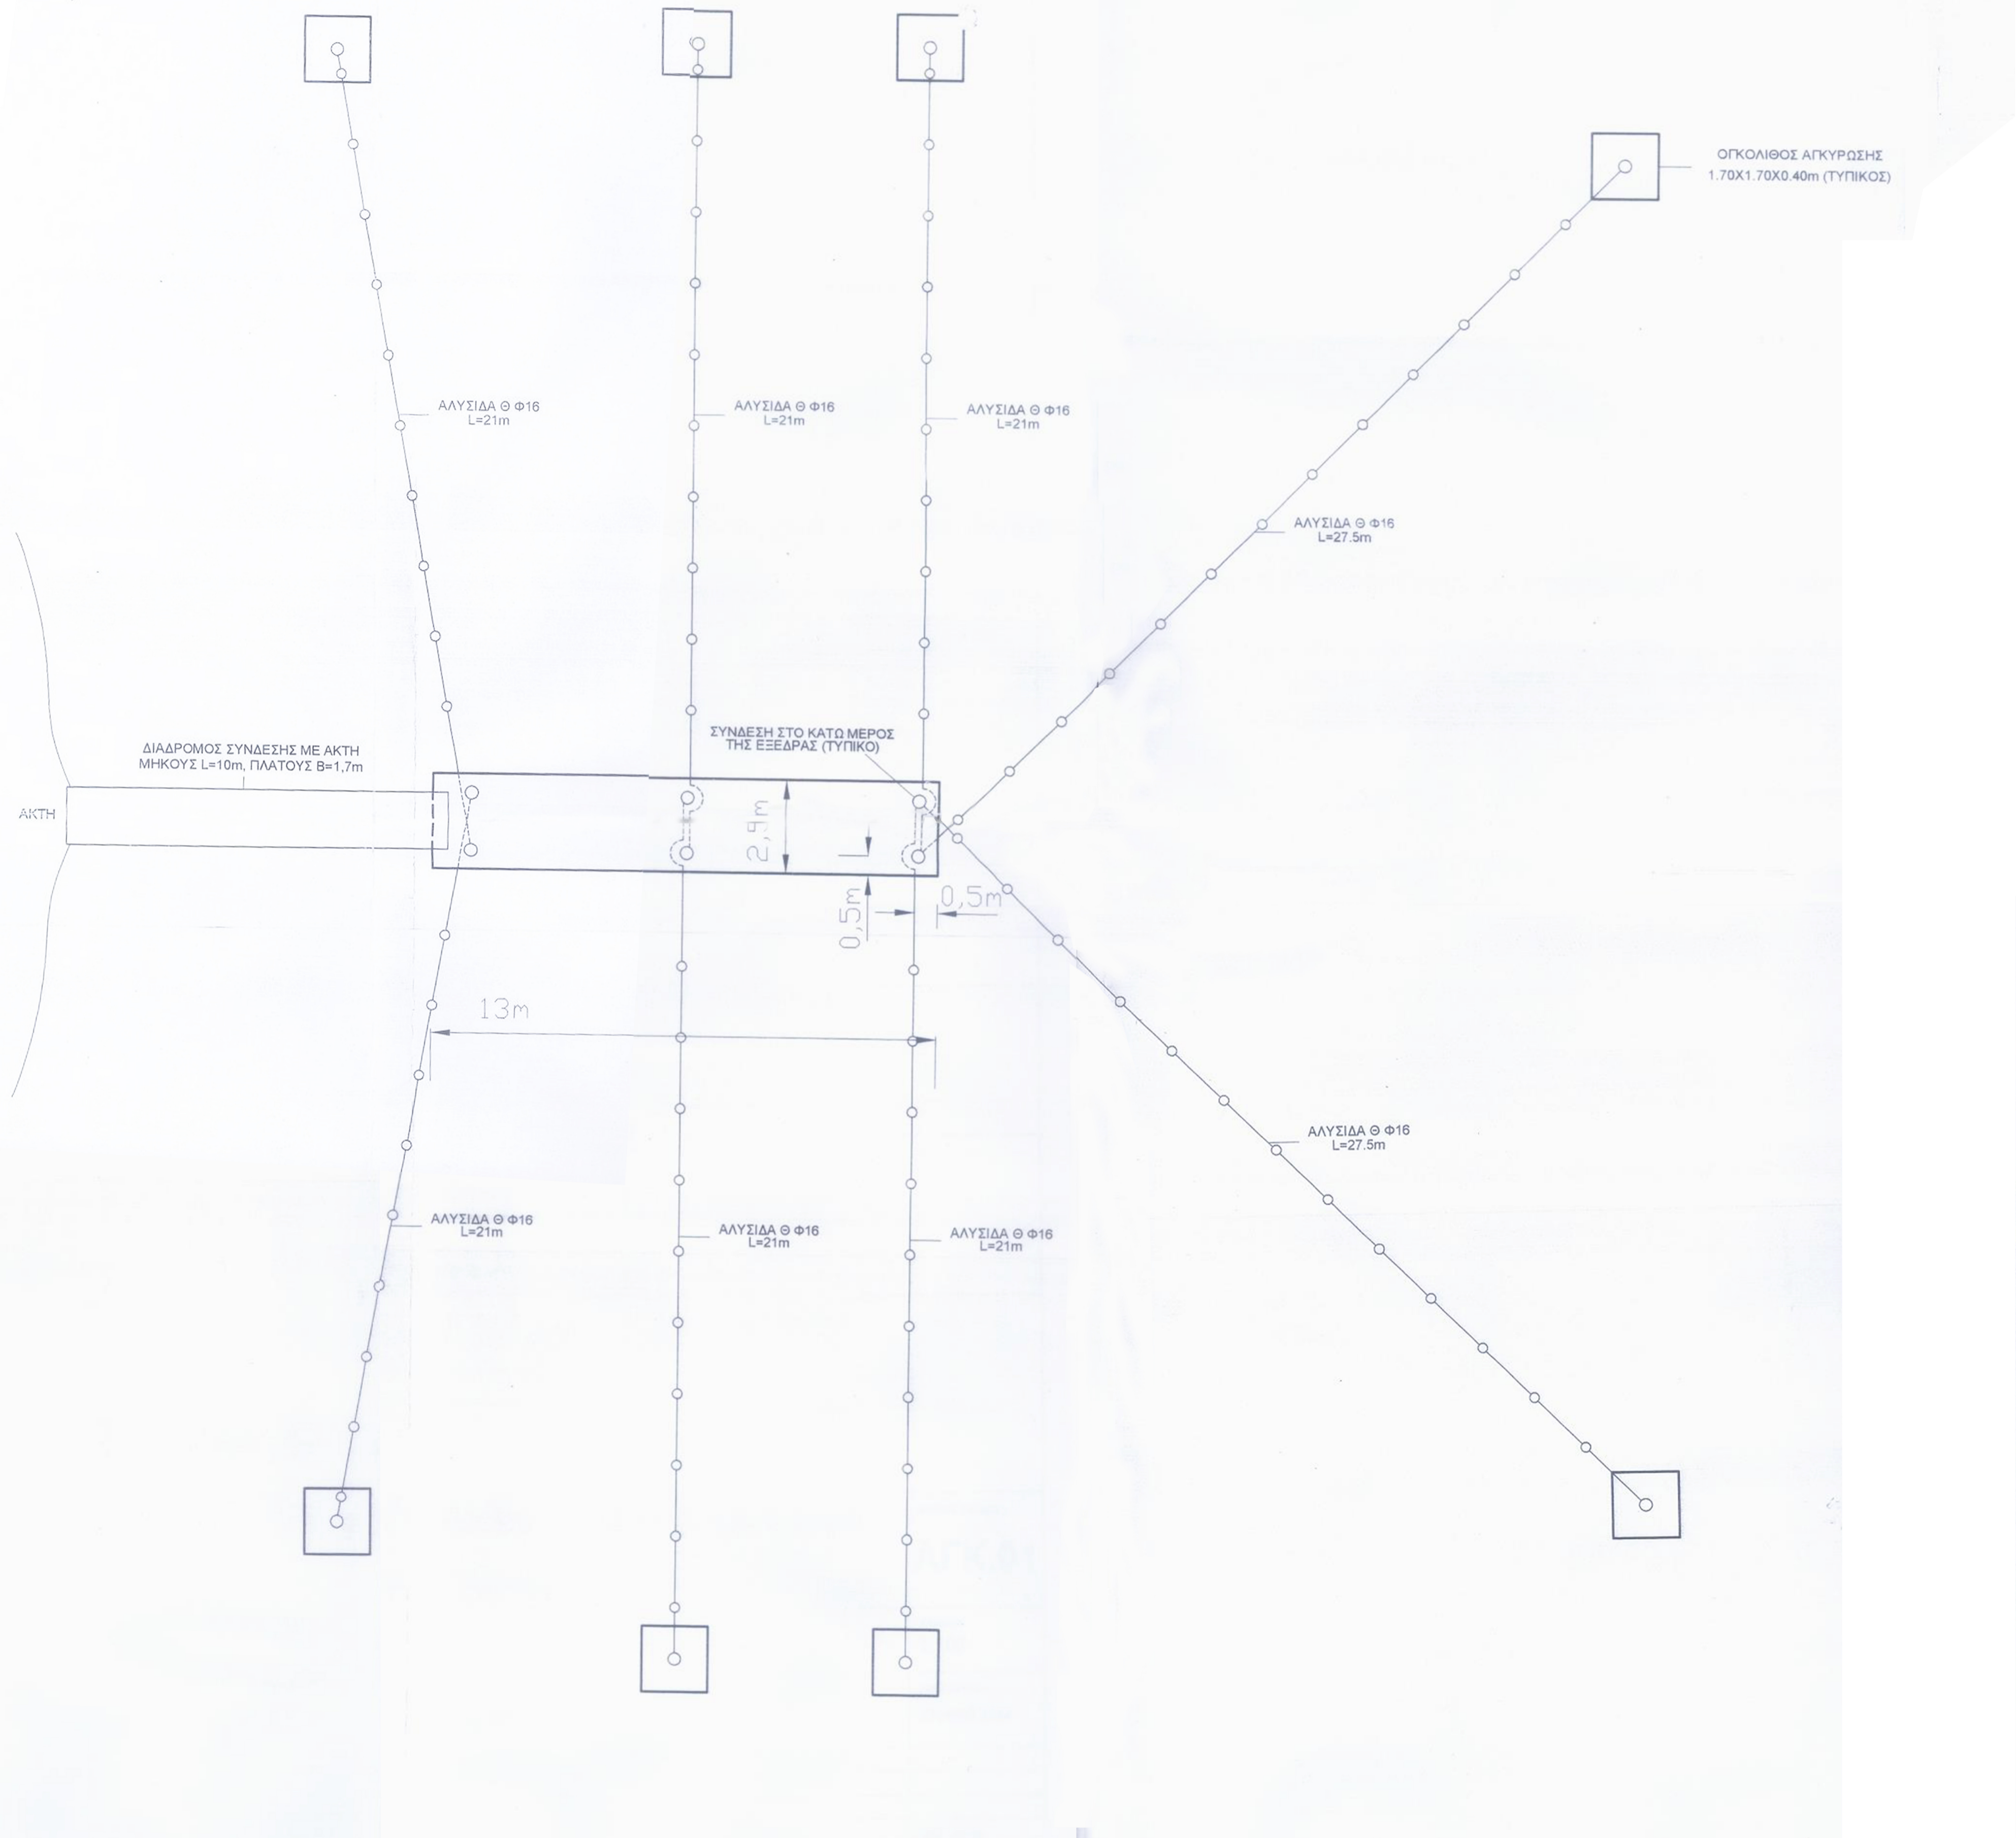 ΟΓΚΟΛΙΘΟΣ ΑΓΚΥΡΩΣΗΣ
1.70X1.70X0.40m (ΤΥΠΙΚΟΣ)
ΑΛΥΣΙΔΑ Θ Φ16
L=21m
ΑΛΥΣΙΔΑ Θ Φ16
L=21m
ΑΛΥΣΙΔΑ Θ Φ16
L=21m
ΑΛΥΣΙΔΑ Θ Φ16
L=27.5m
ΣΥΝΔΕΣΗ ΣΤΟ ΚΑΤΩ ΜΕΡΟΣ
ΤΗΣ ΕΞΕΔΡΑΣ (ΤΥΠΙΚΟ)
ΔΙΑΔΡΟΜΟΣ ΣΥΝΔΕΣΗΣ ΜΕ ΑΚΤΗ
ΜΗΚΟΥΣ L=10m, ΠΛΑΤΟΥΣ B=1,7m
ΑΚΤΗ
2,9m
0,5m
0,5m
13m
ΑΛΥΣΙΔΑ Θ Φ16
L=27.5m
ΑΛΥΣΙΔΑ Θ Φ16
L=21m
ΑΛΥΣΙΔΑ Θ Φ16
L=21m
ΑΛΥΣΙΔΑ Θ Φ16
L=21m